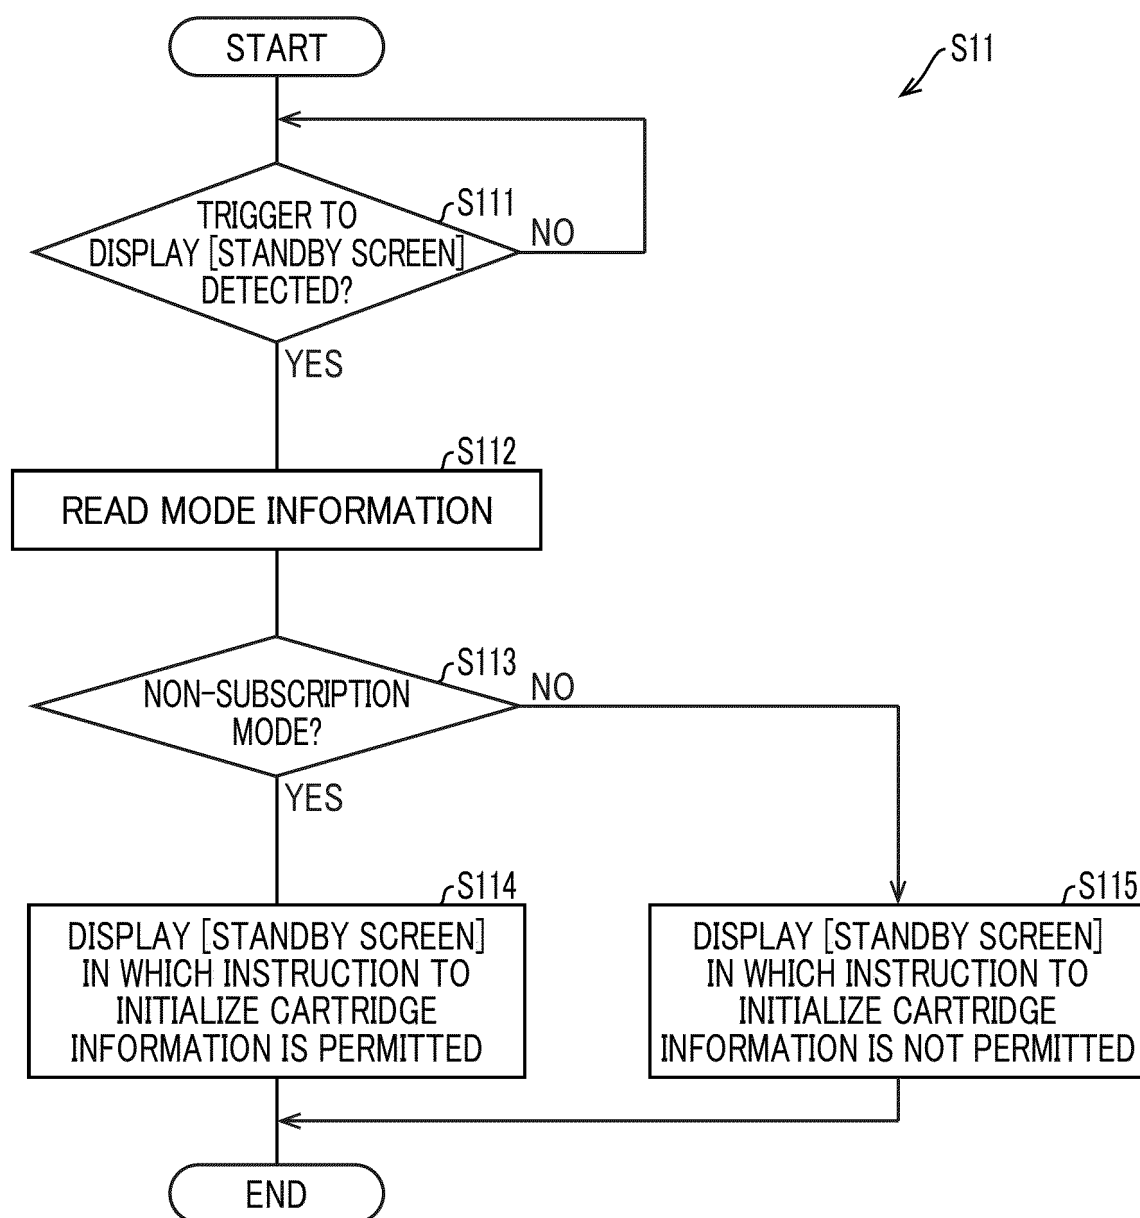 START
S11
S111
TRIGGER TO
DISPLAY [STANDBY SCREEN]
DETECTED?
NO
YES
S112
READ MODE INFORMATION
S113
NON-SUBSCRIPTION
MODE?
NO
YES
S114
DISPLAY [STANDBY SCREEN]
IN WHICH INSTRUCTION TO
INITIALIZE CARTRIDGE
INFORMATION IS PERMITTED
S115
DISPLAY [STANDBY SCREEN]
IN WHICH INSTRUCTION TO
INITIALIZE CARTRIDGE
INFORMATION IS NOT PERMITTED
END